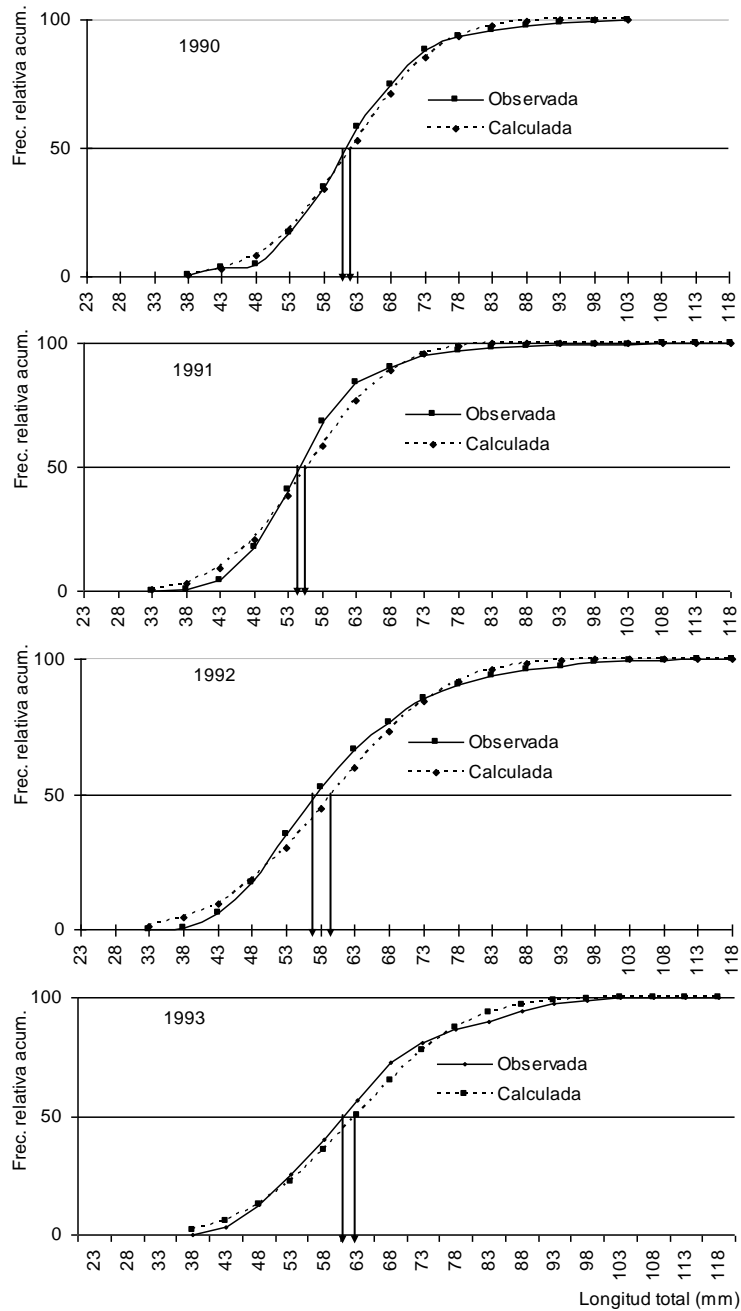 Frec. relativa acum.
100
50
0
1990
Observada
Calculada
23 28 33 38 43 48 53 58 63 68 73 78 83 88 93 98 103 108 113 118
Frec. relativa acum.
100
50
0
1991
Observada
Calculada
23 28 33 38 43 48 53 58 63 68 73 78 83 88 93 98 103 108 113 118
Frec. relativa acum.
100
50
0
1992
Observada
Calculada
23 28 33 38 43 48 53 58 63 68 73 78 83 88 93 98 103 108 113 118
Frec. relativa acum.
100
50
0
1993
Observada
Calculada
23 28 33 38 43 48 53 58 63 68 73 78 83 88 93 98 103 108 113 118
Longitud total (mm)